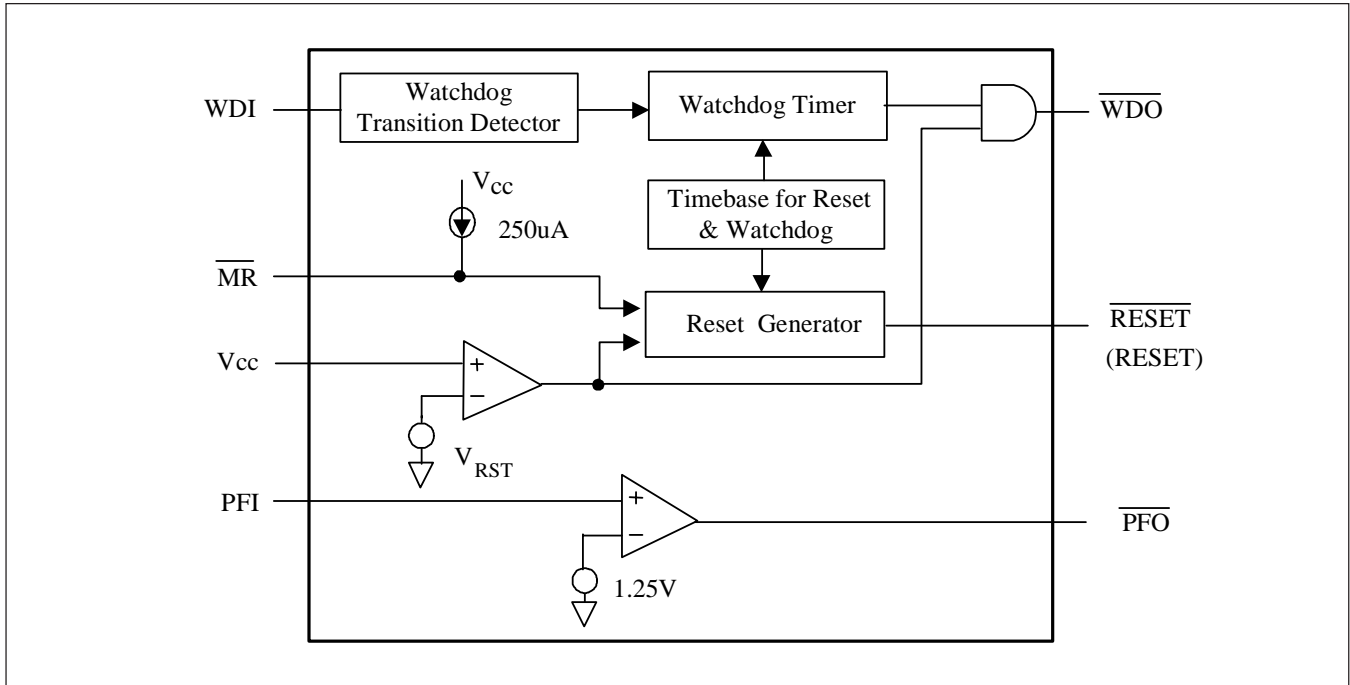 WDI
Watchdog
Transition Detector
Watchdog Timer
WDO
Vcc
250uA
Timebase for Reset
& Watchdog
MR
Reset Generator
RESET
(RESET)
Vcc
+
−
VRST
PFI
+
−
PFO
1.25V